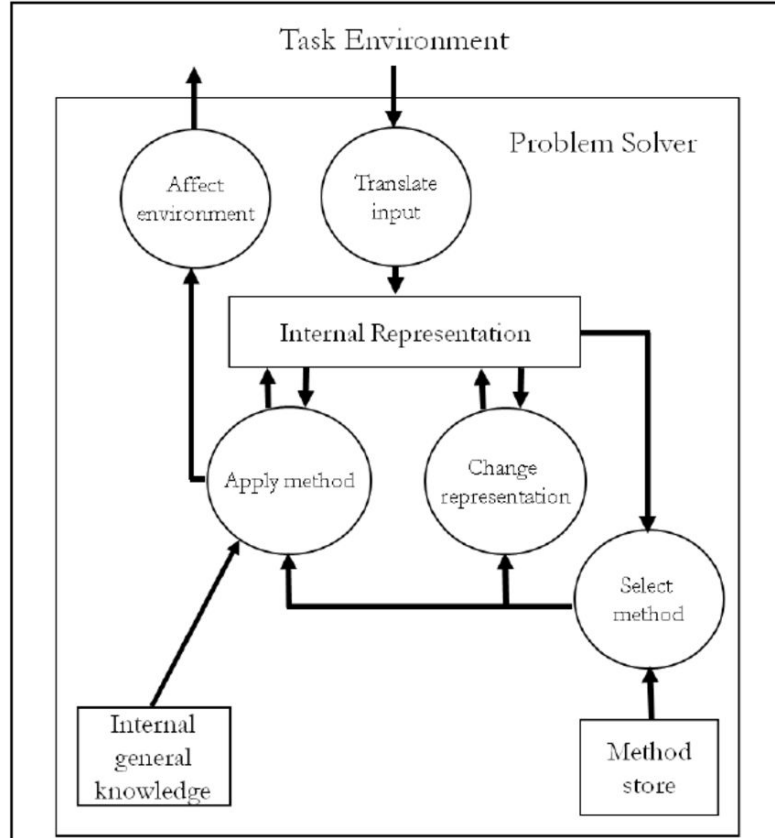 Task Environment
Problem Solver
Affect
environment
Translate
input
Internal Representation
Apply method
Change
representation
Select
method
Internal
general
knowledge
Method
store